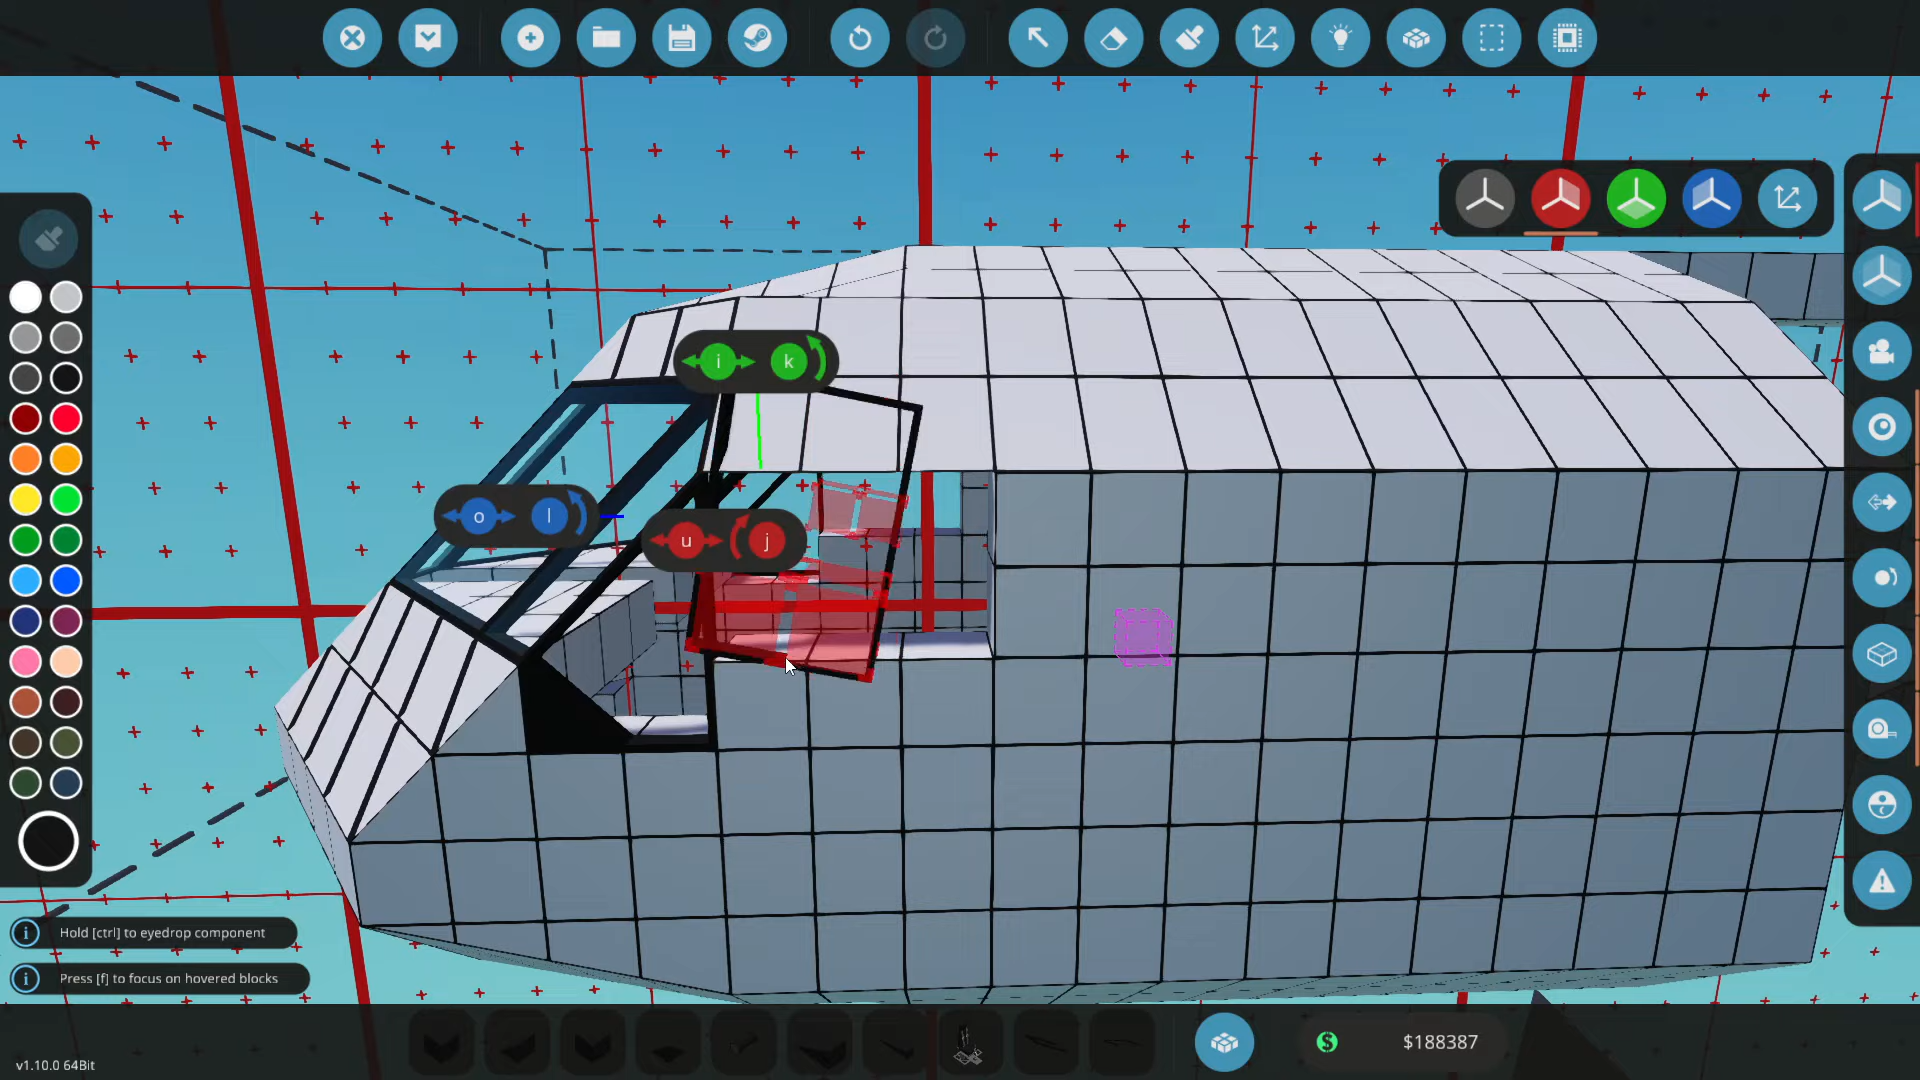 i k
o l
u j
Hold [ctrl] to eyedrop component
Press [f] to focus on hovered blocks
$188387
v1.10.0 64Bit